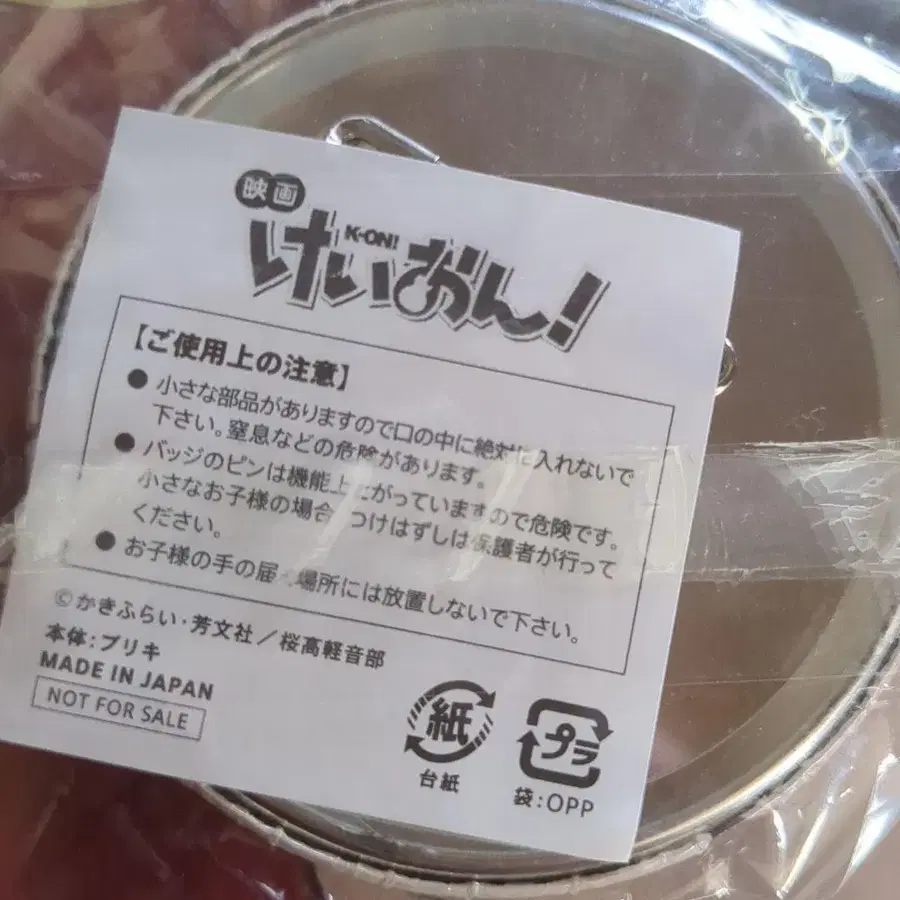 映画
けいおん!
K-ON!
【ご使用上の注意】
● 小さな部品がありますので口の中に絶対に入れないで
下さい。窒息などの危険があります。
● バッジのピンは機能上 がっていますので危険です。
小さなお子様の場合 つけはずしは保護者が行って
ください。
● お子様の手の届 場所には放置しないで下さい。
©かきふらい・芳文社/桜高軽音部
本体:ブリキ
MADE IN JAPAN
NOT FOR SALE
紙
台紙
プラ
袋:OPP